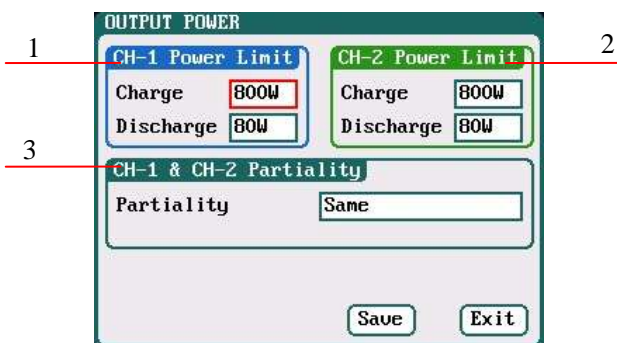 OUTPUT POWER
1
CH-1 Power Limit
CH-2 Power Limit
2
Charge 800W
Charge 800W
Discharge 80W
Discharge 80W
3
CH-1 & CH-2 Partiality
Partiality Same
Save Exit